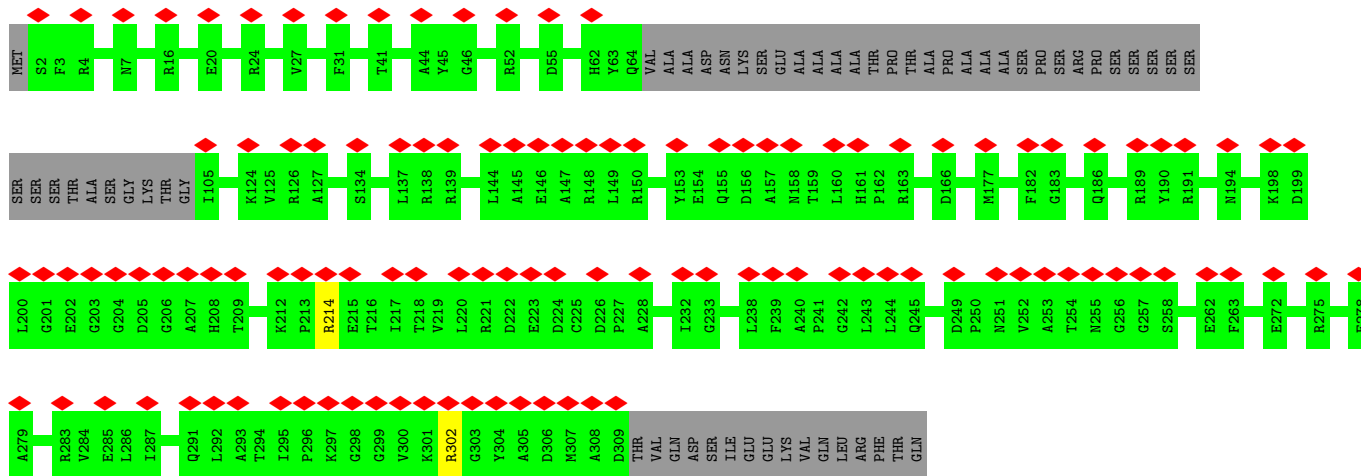 MET S2 F3 R4 N7 R16 E20 R24 V27 F31 T41 A44 Y45 G46 R52 D55 H62 Y63 Q64 VAL ALA ALA ASP ASN LYS SER GLU ALA ALA ALA ALA THR PRO THR ALA PRO ALA ALA ALA SER PRO SER ARG PRO SER SER SER SER SER
SER SER SER THR ALA SER GLY LYS THR GLY I105 K124 V125 R126 A127 S134 L137 R138 R139 L144 A145 E146 A147 R148 L149 R150 Y153 E154 Q155 D156 A157 N158 T159 L160 H161 P162 R163 D166 M177 F182 G183 Q186 R189 Y190 R191 N194 K198 D199
L200 G201 E202 G203 G204 D205 G206 A207 H208 T209 K212 P213 R214 E215 T216 I217 T218 V219 L220 R221 D222 E223 D224 C225 D226 P227 A228 I232 G233 L238 F239 A240 P241 G242 L243 L244 Q245 D249 P250 N251 V252 A253 T254 N255 G256 G257 S258 E262 F263 E272 R275
A279 R283 V284 E285 L286 I287 Q291 L292 A293 T294 I295 P296 K297 G298 G299 V300 K301 R302 G303 Y304 A305 D306 M307 A308 D309 THR VAL GLN ASP SER ILE GLU GLU LYS VAL GLN LEU ARG PHE THR GLN